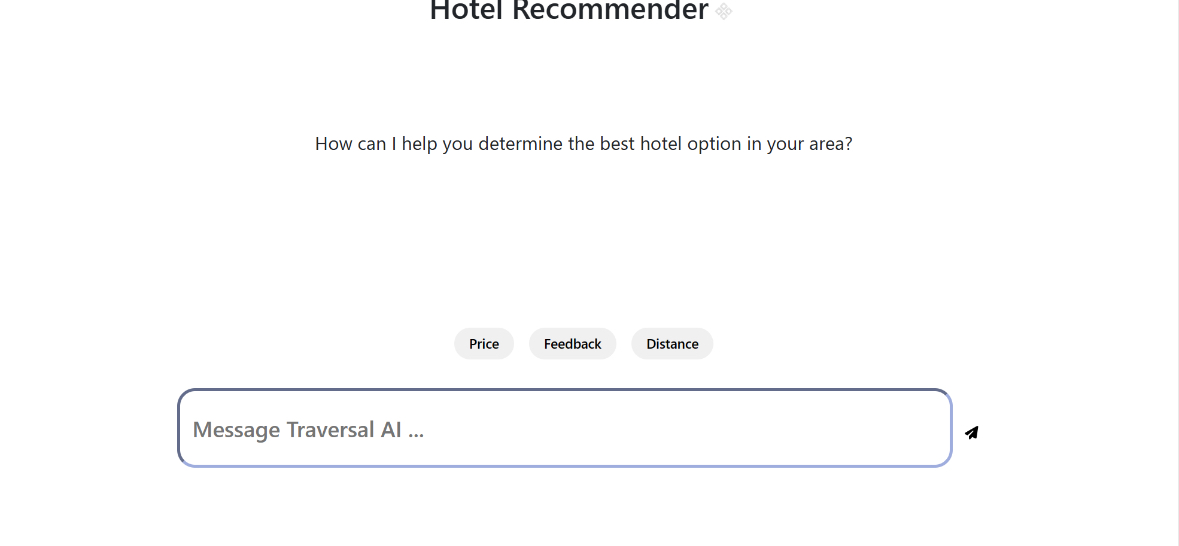 Hotel Recommender
How can I help you determine the best hotel option in your area?
Price Feedback Distance
Message Traversal AI ...